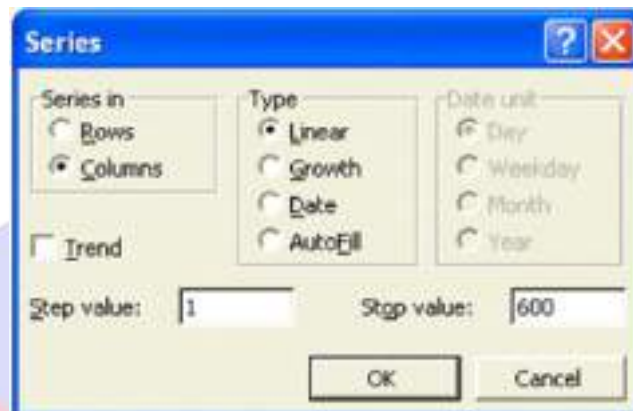 Series
Series in
Rows
Columns
Trend
Type
Linear
Growth
Date
AutoFill
Date unit
Day
Weekday
Month
Year
Step value: 1
Stop value: 600
OK
Cancel